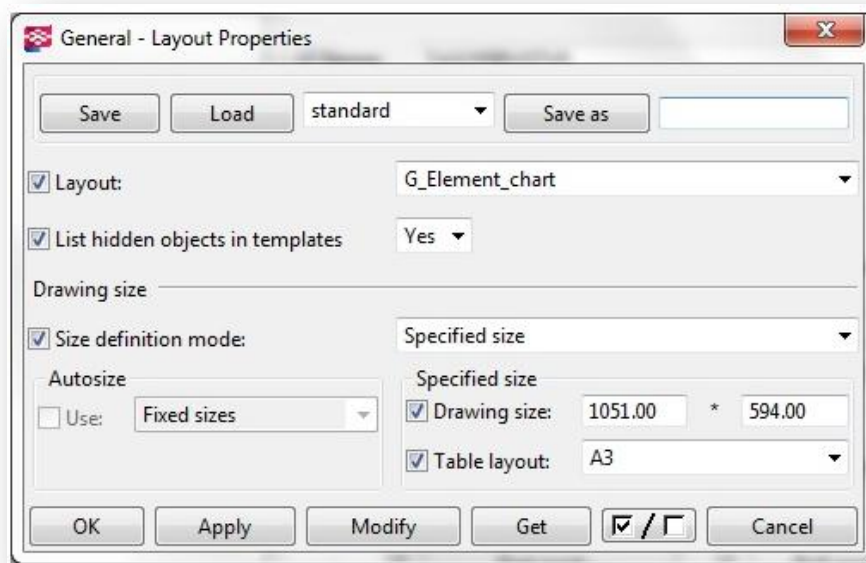 General - Layout Properties
Save Load standard Save as
Layout: G_Element_chart
List hidden objects in templates Yes
Drawing size
Size definition mode: Specified size
Autosize Specified size
Use: Fixed sizes Drawing size: 1051.00 * 594.00
Table layout: A3
OK Apply Modify Get / Cancel